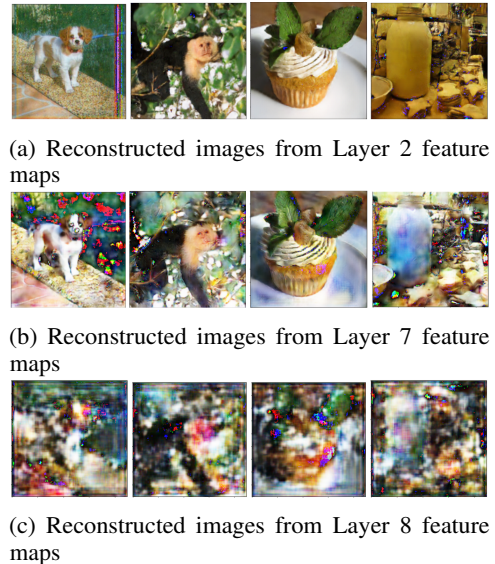 (a) Reconstructed images from Layer 2 feature
maps
(b) Reconstructed images from Layer 7 feature
maps
(c) Reconstructed images from Layer 8 feature
maps